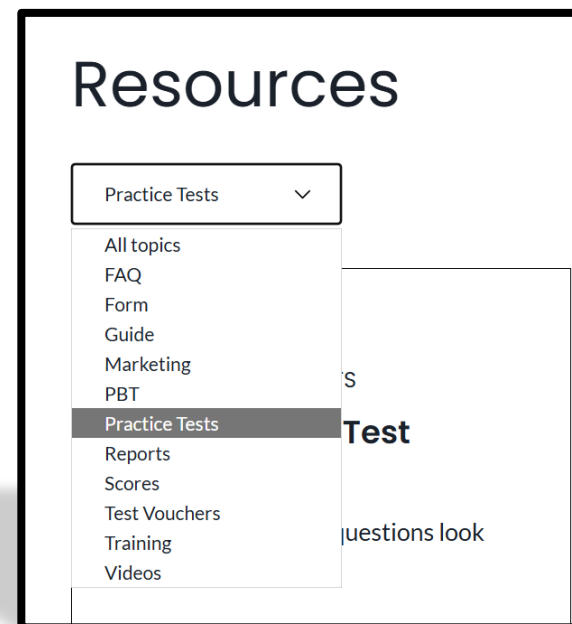 Resources
Practice Tests
All topics
FAQ
Form
Guide
Marketing
PBT
Practice Tests
Test
Reports
Scores
Test Vouchers
questions look
Training
Videos